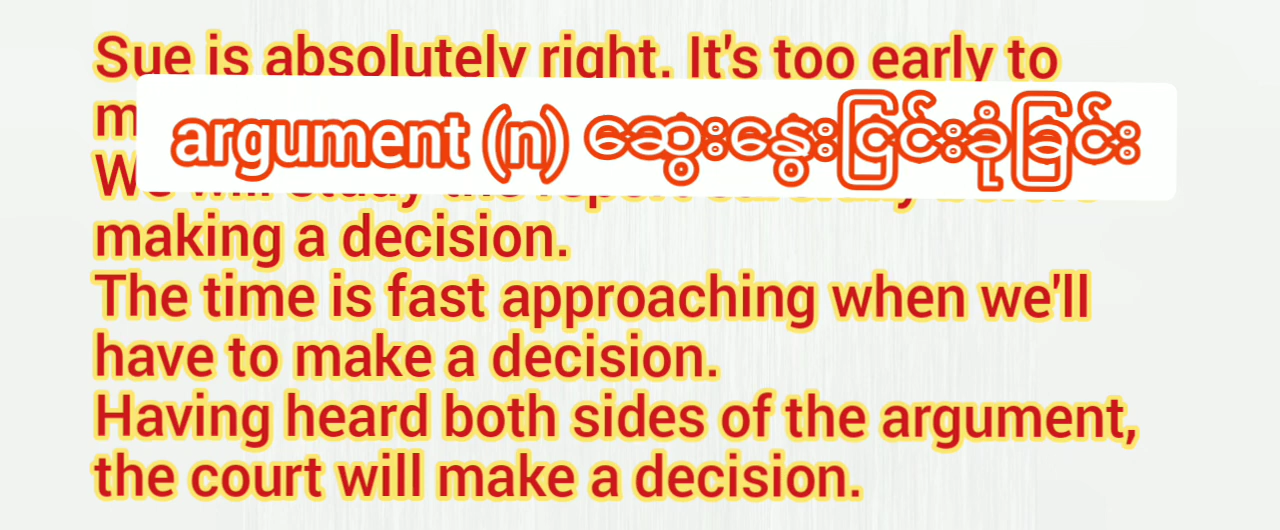 Sue is absolutely right. It's too early to
argument (n) ဆွေးနွေးငြင်းခုံခြင်း
making a decision.
The time is fast approaching when we'll
have to make a decision.
Having heard both sides of the argument,
the court will make a decision.